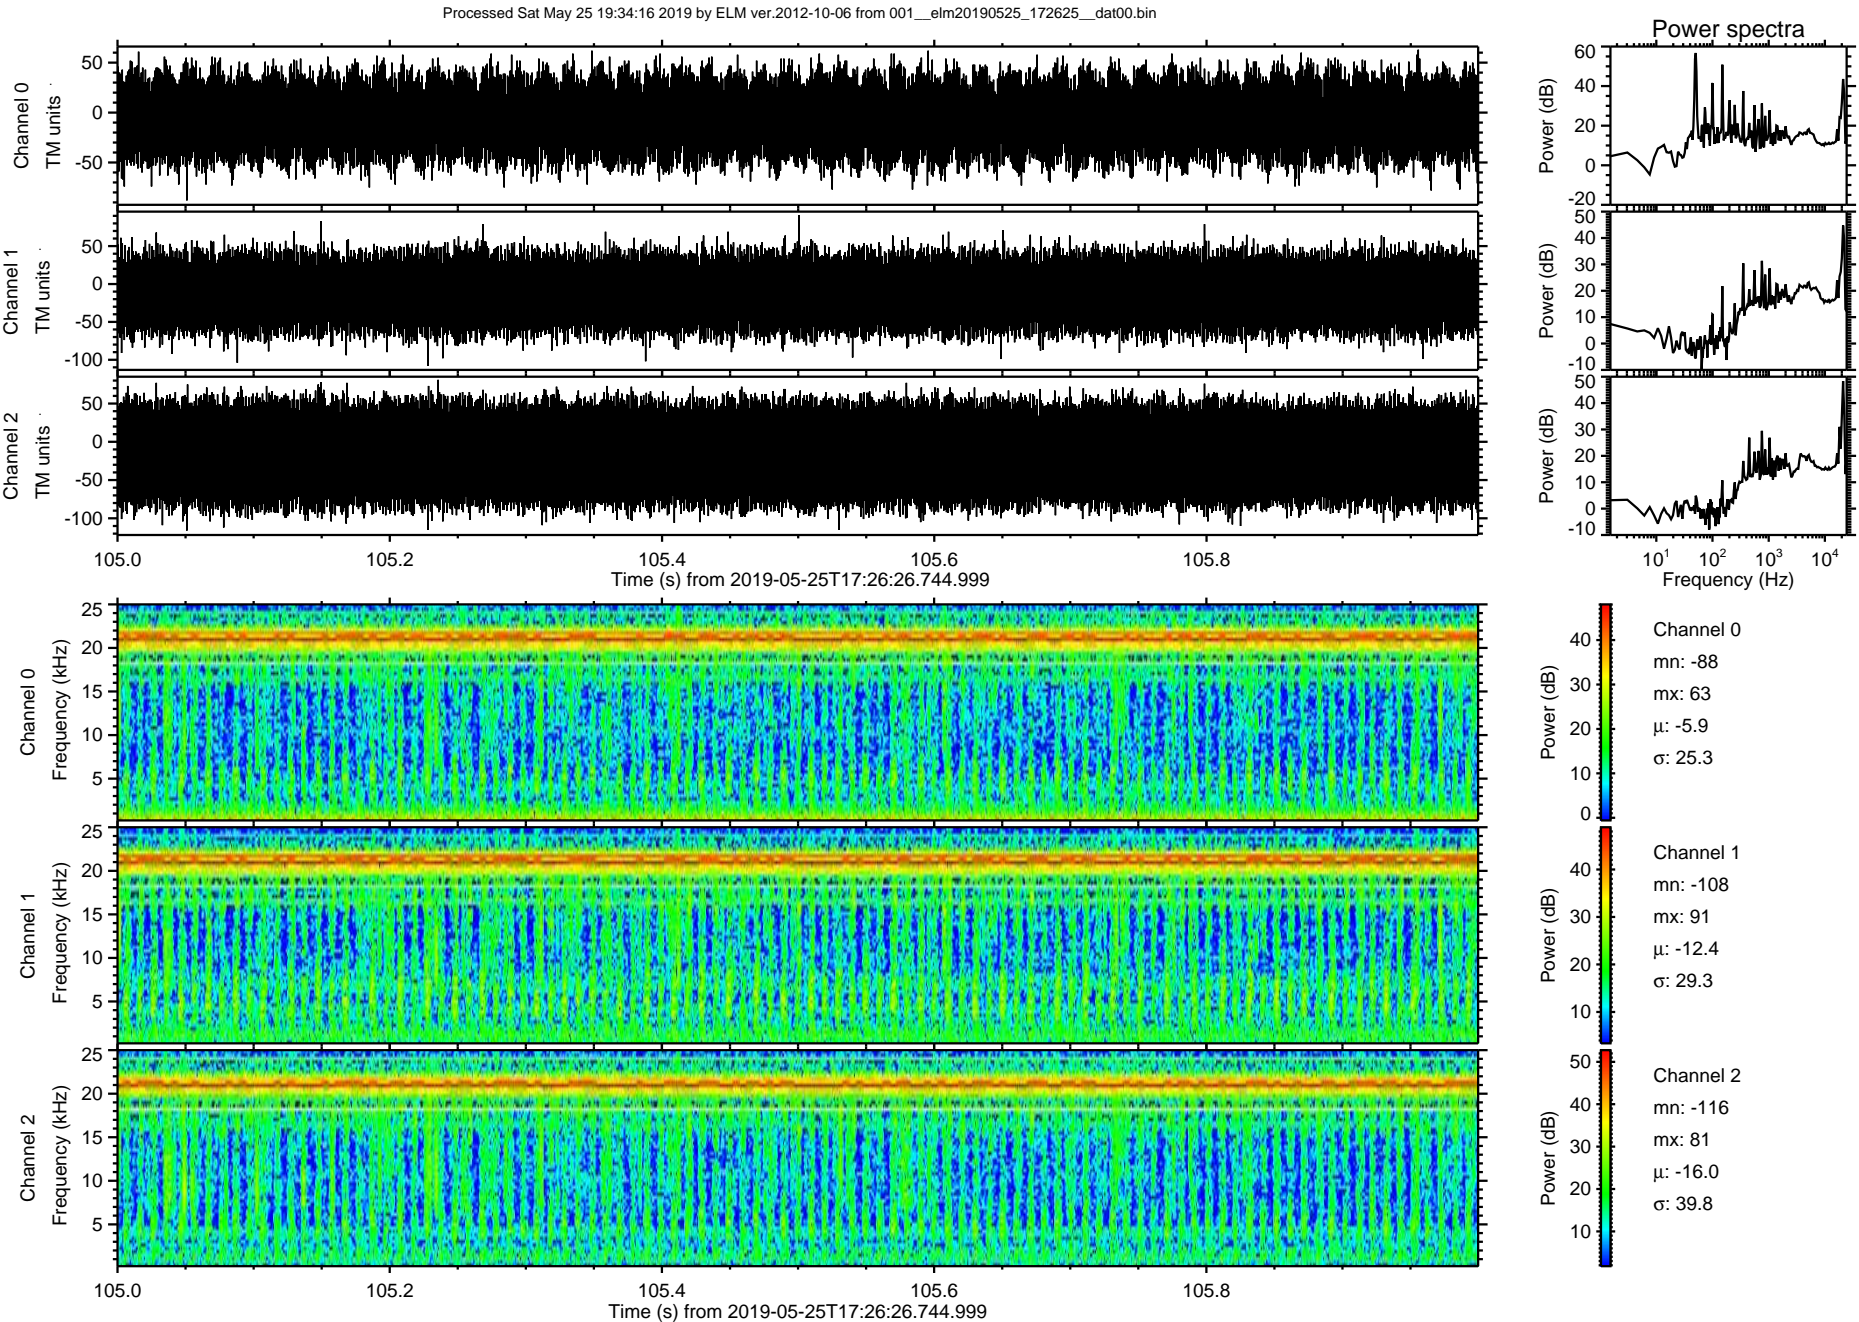 Processed Sat May 25 19:34:16 2019 by ELM ver.2012-10-06 from 001__elm20190525_172625__dat00.bin
Power spectra
Channel 0
TM units
50
0
-50
Power (dB)
60
40
20
0
-20
Channel 1
TM units
50
0
-50
-100
Power (dB)
50
40
30
20
10
0
-10
Channel 2
TM units
50
0
-50
-100
Power (dB)
50
40
30
20
10
0
-10
105.0 105.2 105.4 105.6 105.8
Time (s) from 2019-05-25T17:26:26.744.999
10¹ 10² 10³ 10⁴
Frequency (Hz)
Channel 0
Frequency (kHz)
25
20
15
10
5
Power (dB)
40
30
20
10
0
Channel 0
mn: -88
mx: 63
μ: -5.9
σ: 25.3
Channel 1
Frequency (kHz)
25
20
15
10
5
Power (dB)
40
30
20
10
Channel 1
mn: -108
mx: 91
μ: -12.4
σ: 29.3
Channel 2
Frequency (kHz)
25
20
15
10
5
Power (dB)
50
40
30
20
10
Channel 2
mn: -116
mx: 81
μ: -16.0
σ: 39.8
105.0 105.2 105.4 105.6 105.8
Time (s) from 2019-05-25T17:26:26.744.999